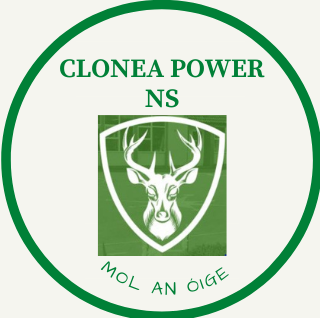 CLONEA POWER
NS
MOL AN ÓIGE